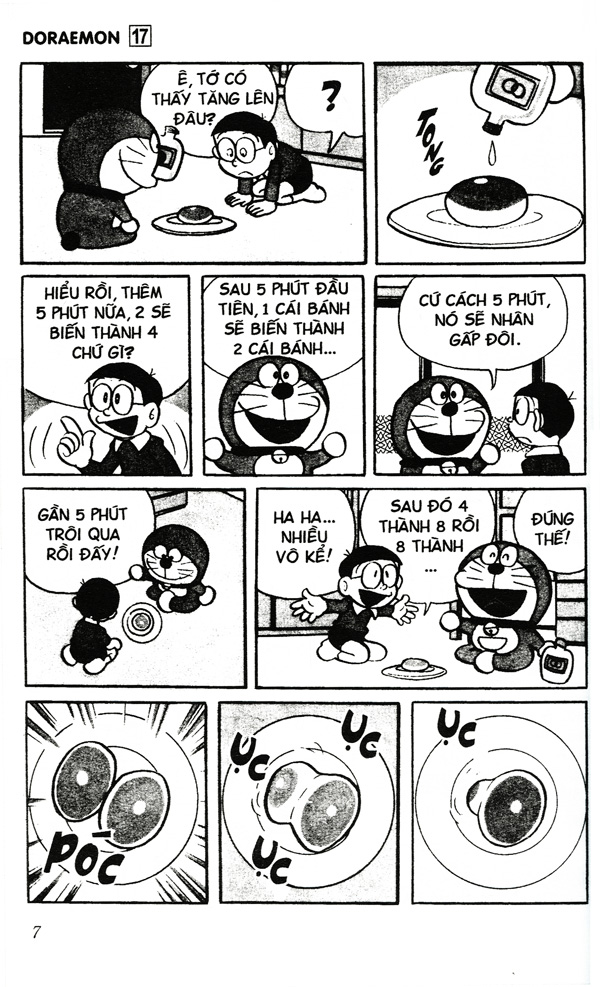 DORAEMON 17
TONG
?
Ê, TỚ CÓ
THẤY TĂNG LÊN
ĐÂU?
CỨ CÁCH 5 PHÚT,
NÓ SẼ NHÂN
GẤP ĐÔI.
SAU 5 PHÚT ĐẦU
TIÊN, 1 CÁI BÁNH
SẼ BIẾN THÀNH
2 CÁI BÁNH...
HIỂU RỒI, THÊM
5 PHÚT NỮA, 2 SẼ
BIẾN THÀNH 4
CHỨ GÌ?
ĐÚNG
THẾ!
SAU ĐÓ 4
THÀNH 8 RỒI
8 THÀNH
...
HA HA...
NHIỀU
VÔ KỂ!
GẦN 5 PHÚT
TRÔI QUA
RỒI ĐẤY!
ỤC
ỤC
ỤC
ỤC
PÓC
7